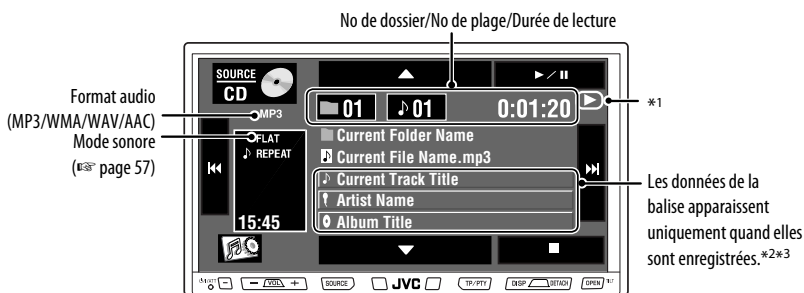 No de dossier/No de plage/Durée de lecture
SOURCE
CD
MP3
Format audio
(MP3/WMA/WAV/AAC)
Mode sonore
(☞ page 57)
FLAT
REPEAT
15:45
01
01
0:01:20
*1
Current Folder Name
Current File Name.mp3
Current Track Title
Artist Name
Album Title
Les données de la
balise apparaissent
uniquement quand elles
sont enregistrées.*2*3
– VOL +
SOURCE
JVC
TP/PTY
DISP
DETACH
OPEN
TILT